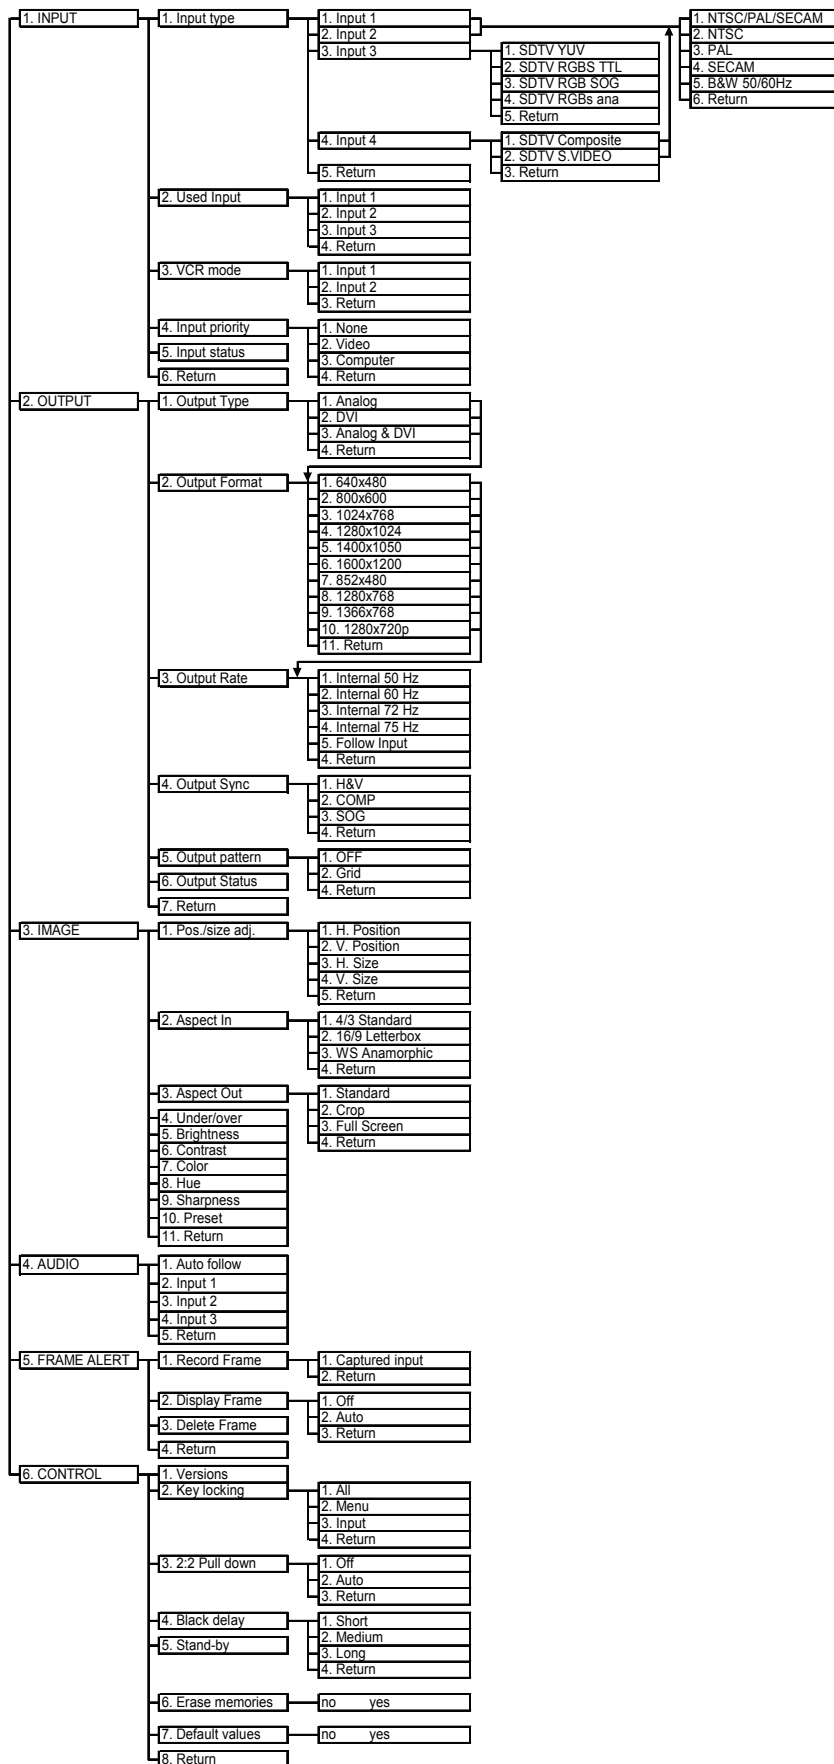 1. INPUT
1. Input type
1. Input 1
2. Input 2
3. Input 3
1. SDTV YUV
2. SDTV RGBS TTL
3. SDTV RGB SOG
4. SDTV RGBs ana
5. Return
1. NTSC/PAL/SECAM
2. NTSC
3. PAL
4. SECAM
5. B&W 50/60Hz
6. Return
4. Input 4
1. SDTV Composite
2. SDTV S.VIDEO
3. Return
5. Return
2. Used Input
1. Input 1
2. Input 2
3. Input 3
4. Return
3. VCR mode
1. Input 1
2. Input 2
3. Return
4. Input priority
1. None
2. Video
3. Computer
4. Return
5. Input status
6. Return
2. OUTPUT
1. Output Type
1. Analog
2. DVI
3. Analog & DVI
4. Return
2. Output Format
1. 640x480
2. 800x600
3. 1024x768
4. 1280x1024
5. 1400x1050
6. 1600x1200
7. 852x480
8. 1280x768
9. 1366x768
10. 1280x720p
11. Return
3. Output Rate
1. Internal 50 Hz
2. Internal 60 Hz
3. Internal 72 Hz
4. Internal 75 Hz
5. Follow Input
4. Return
4. Output Sync
1. H&V
2. COMP
3. SOG
4. Return
5. Output pattern
1. OFF
2. Grid
4. Return
6. Output Status
7. Return
3. IMAGE
1. Pos./size adj.
1. H. Position
2. V. Position
3. H. Size
4. V. Size
5. Return
2. Aspect In
1. 4/3 Standard
2. 16/9 Letterbox
3. WS Anamorphic
4. Return
3. Aspect Out
1. Standard
2. Crop
3. Full Screen
4. Return
4. Under/over
5. Brightness
6. Contrast
7. Color
8. Hue
9. Sharpness
10. Preset
11. Return
4. AUDIO
1. Auto follow
2. Input 1
3. Input 2
4. Input 3
5. Return
5. FRAME ALERT
1. Record Frame
1. Captured input
2. Return
2. Display Frame
1. Off
2. Auto
3. Return
3. Delete Frame
4. Return
6. CONTROL
1. Versions
2. Key locking
1. All
2. Menu
3. Input
4. Return
3. 2:2 Pull down
1. Off
2. Auto
3. Return
4. Black delay
1. Short
2. Medium
3. Long
4. Return
5. Stand-by
6. Erase memories
no yes
7. Default values
no yes
8. Return